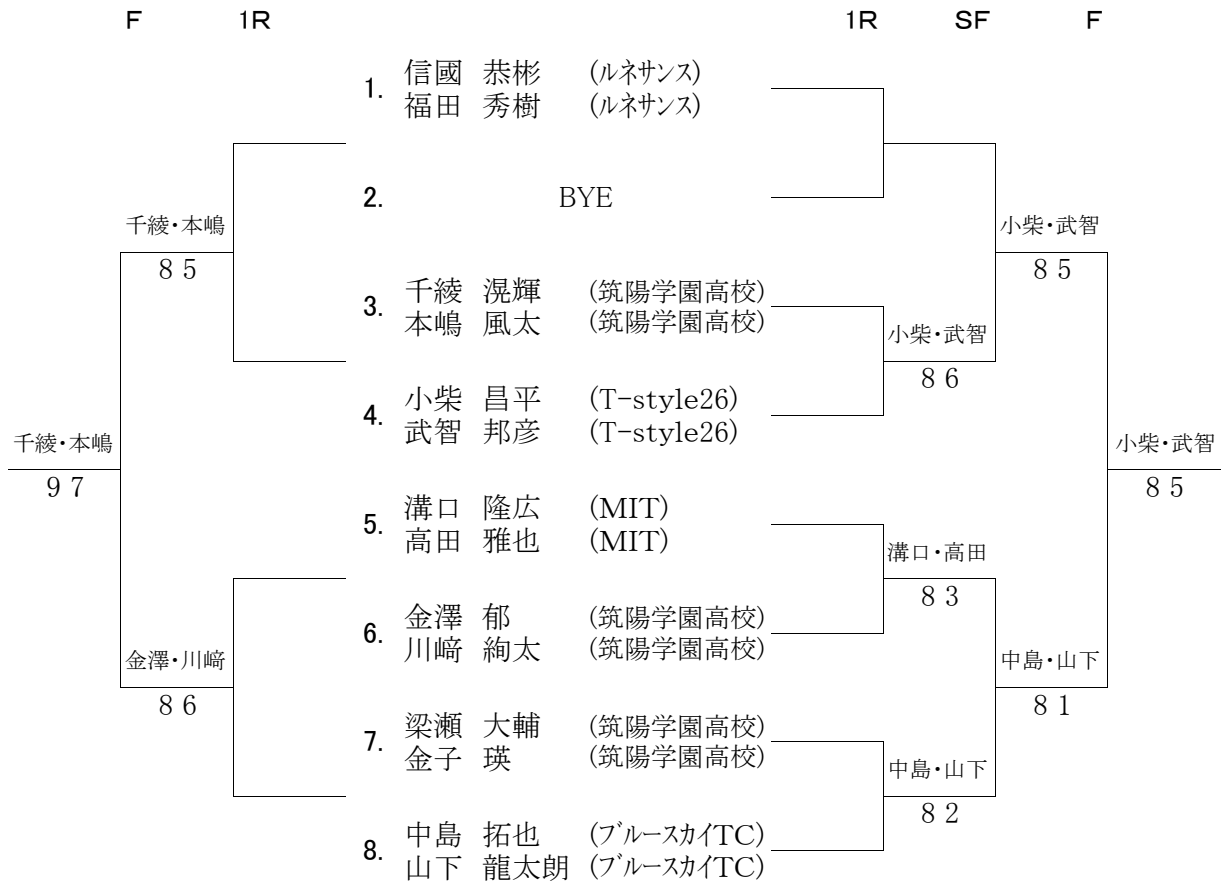 F 1R 1R SF F
1. 信國 恭彬 (ルネサンス)
福田 秀樹 (ルネサンス)
2. BYE
千綾・本嶋
8 5
小柴・武智
8 5
3. 千綾 滉輝 (筑陽学園高校)
本嶋 風太 (筑陽学園高校)
小柴・武智
8 6
4. 小柴 昌平 (T-style26)
武智 邦彦 (T-style26)
千綾・本嶋
9 7
小柴・武智
8 5
5. 溝口 隆広 (MIT)
高田 雅也 (MIT)
溝口・高田
8 3
6. 金澤 郁 (筑陽学園高校)
川﨑 絢太 (筑陽学園高校)
金澤・川﨑
8 6
中島・山下
8 1
7. 梁瀬 大輔 (筑陽学園高校)
金子 瑛 (筑陽学園高校)
中島・山下
8 2
8. 中島 拓也 (ブルースカイTC)
山下 龍太朗 (ブルースカイTC)